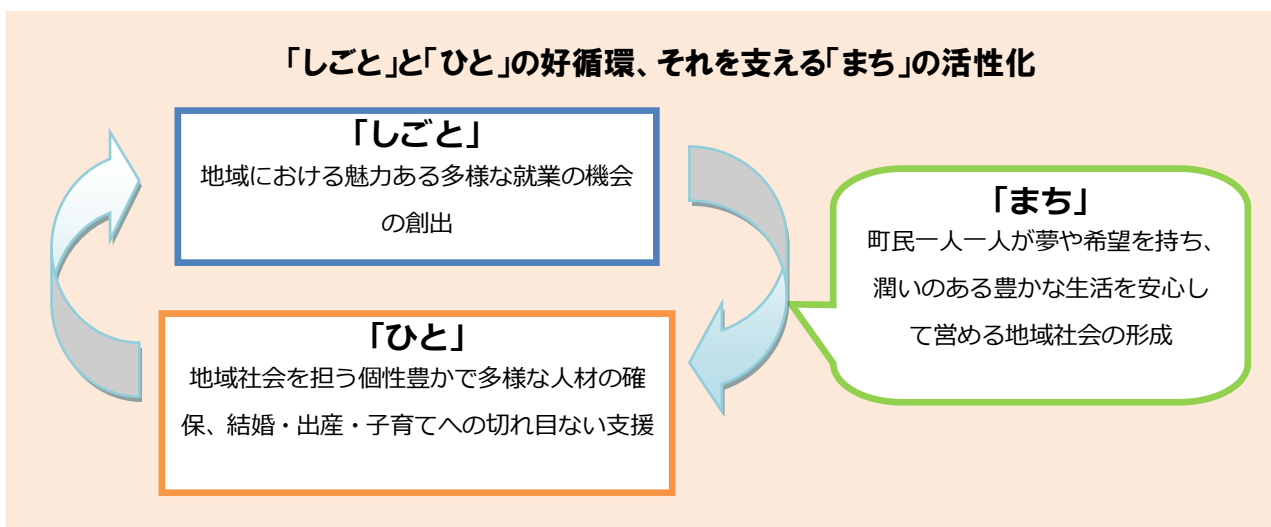 「しごと」と「ひと」の好循環、それを支える「まち」の活性化
「しごと」
地域における魅力ある多様な就業の機会
の創出
「まち」
町民一人一人が夢や希望を持ち、
潤いのある豊かな生活を安心し
て営める地域社会の形成
「ひと」
地域社会を担う個性豊かで多様な人材の確
保、結婚・出産・子育てへの切れ目ない支援